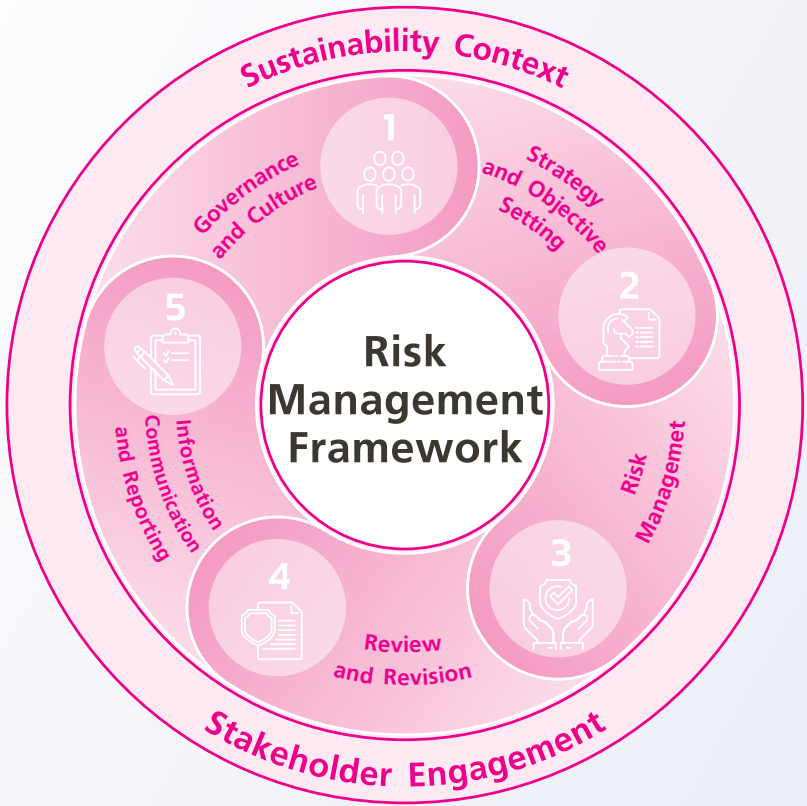 Sustainability Context
1
Governance
and Culture
Strategy
and Objective
Setting
2
Risk
Managemet
3
Review
and Revision
4
Information
Communication
and Reporting
5
Risk
Management
Framework
Stakeholder Engagement